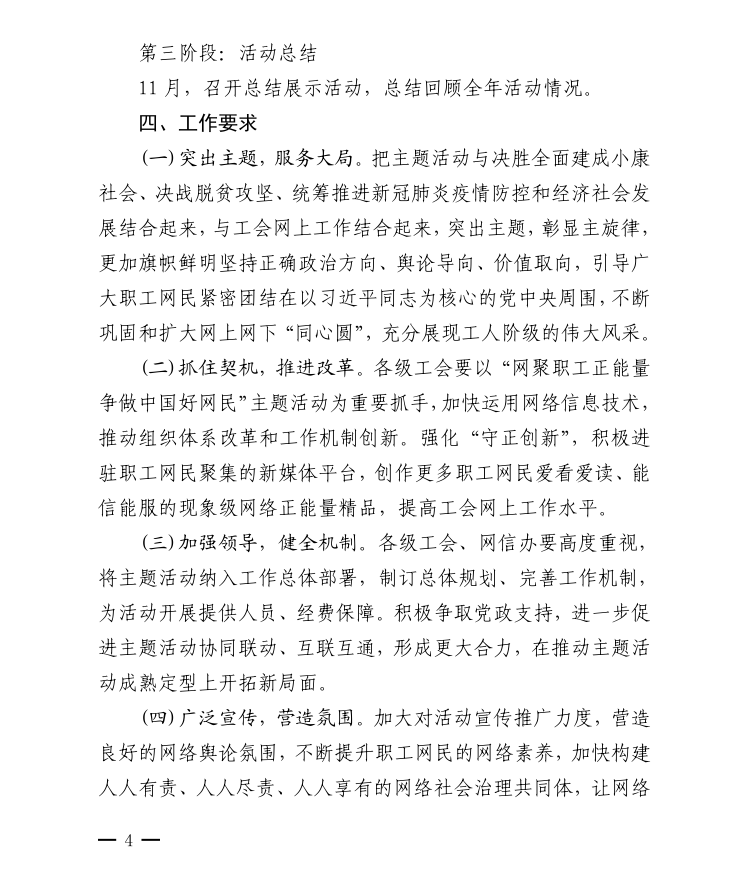 第三阶段：活动总结
11月，召开总结展示活动，总结回顾全年活动情况。
四、工作要求
(一)突出主题，服务大局。把主题活动与决胜全面建成小康
社会、决战脱贫攻坚、统筹推进新冠肺炎疫情防控和经济社会发
展结合起来，与工会网上工作结合起来，突出主题，彰显主旋律，
更加旗帜鲜明坚持正确政治方向、舆论导向、价值取向，引导广
大职工网民紧密团结在以习近平同志为核心的党中央周围，不断
巩固和扩大网上网下“同心圆”，充分展现工人阶级的伟大风采。
(二)抓住契机，推进改革。各级工会要以“网聚职工正能量
争做中国好网民”主题活动为重要抓手，加快运用网络信息技术，
推动组织体系改革和工作机制创新。强化“守正创新”，积极进
驻职工网民聚集的新媒体平台，创作更多职工网民爱看爱读、能
信能服的现象级网络正能量精品，提高工会网上工作水平。
(三)加强领导，健全机制。各级工会、网信办要高度重视，
将主题活动纳入工作总体部署，制订总体规划、完善工作机制，
为活动开展提供人员、经费保障。积极争取党政支持，进一步促
进主题活动协同联动、互联互通，形成更大合力，在推动主题活
动成熟定型上开拓新局面。
(四)广泛宣传，营造氛围。加大对活动宣传推广力度，营造
良好的网络舆论氛围，不断提升职工网民的网络素养，加快构建
人人有责、人人尽责、人人享有的网络社会治理共同体，让网络
— 4 —